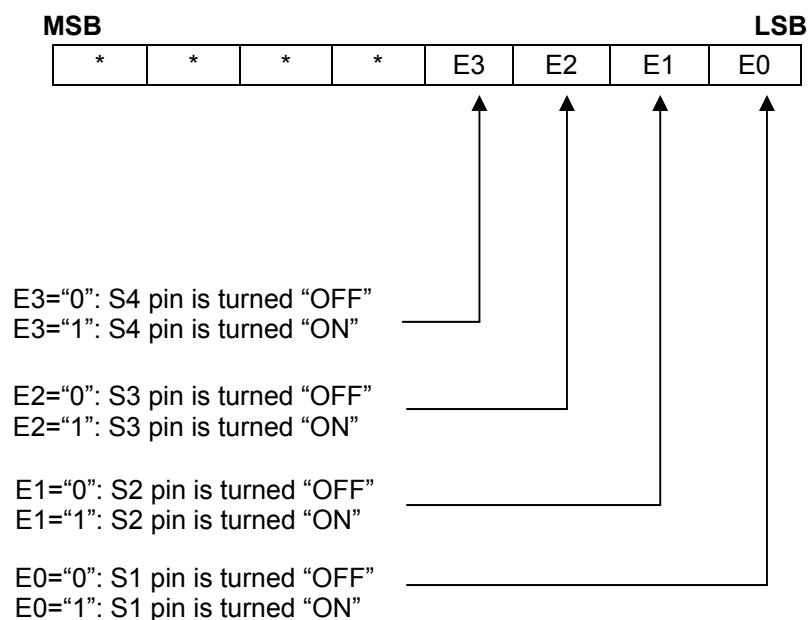 MSB LSB
* * * * E3 E2 E1 E0
E3=“0”: S4 pin is turned “OFF”
E3=“1”: S4 pin is turned “ON”
E2=“0”: S3 pin is turned “OFF”
E2=“1”: S3 pin is turned “ON”
E1=“0”: S2 pin is turned “OFF”
E1=“1”: S2 pin is turned “ON”
E0=“0”: S1 pin is turned “OFF”
E0=“1”: S1 pin is turned “ON”